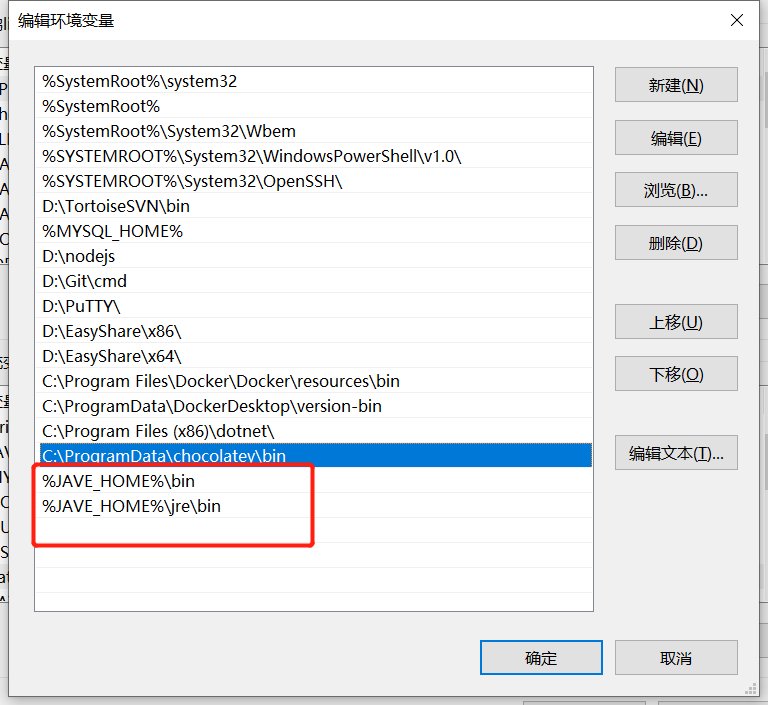 编辑环境变量
%SystemRoot%\system32
%SystemRoot%
%SystemRoot%\System32\Wbem
%SYSTEMROOT%\System32\WindowsPowerShell\v1.0\
%SYSTEMROOT%\System32\OpenSSH\
D:\TortoiseSVN\bin
%MYSQL_HOME%
D:\nodejs
D:\Git\cmd
D:\PuTTY\
D:\EasyShare\x86\
D:\EasyShare\x64\
C:\Program Files\Docker\Docker\resources\bin
C:\ProgramData\DockerDesktop\version-bin
C:\Program Files (x86)\dotnet\
C:\ProgramData\chocolatey\bin
%JAVE_HOME%\bin
%JAVE_HOME%\jre\bin
新建(N)
编辑(E)
浏览(B)...
删除(D)
上移(U)
下移(O)
编辑文本(T)...
确定
取消